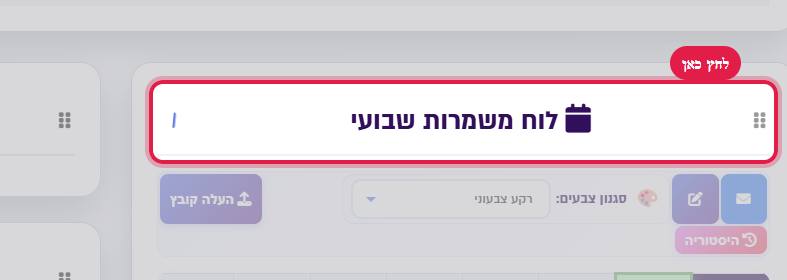 לחץ כאן
לוח משמרות שבועי
סגנון צבעים:
רקע צבעוני
העלה קובץ
היסטוריה